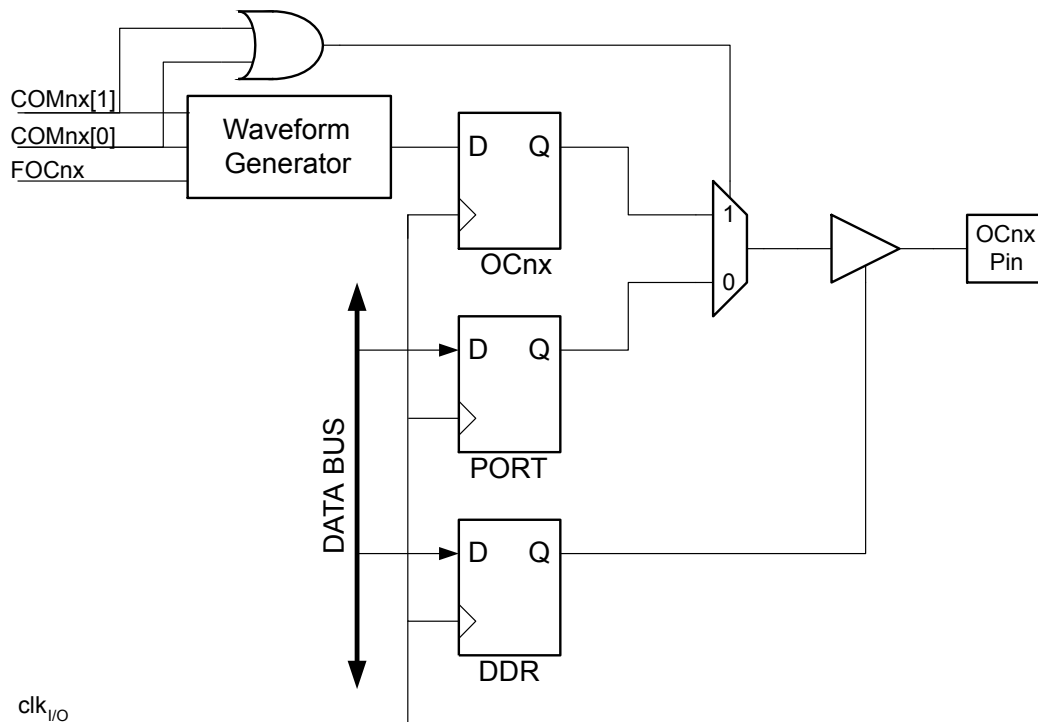 COMnx[1]
COMnx[0]
FOCnx
Waveform
Generator
D Q
OCnx
1
0
OCnx
Pin
D Q
PORT
DATA BUS
D Q
DDR
clkI/O